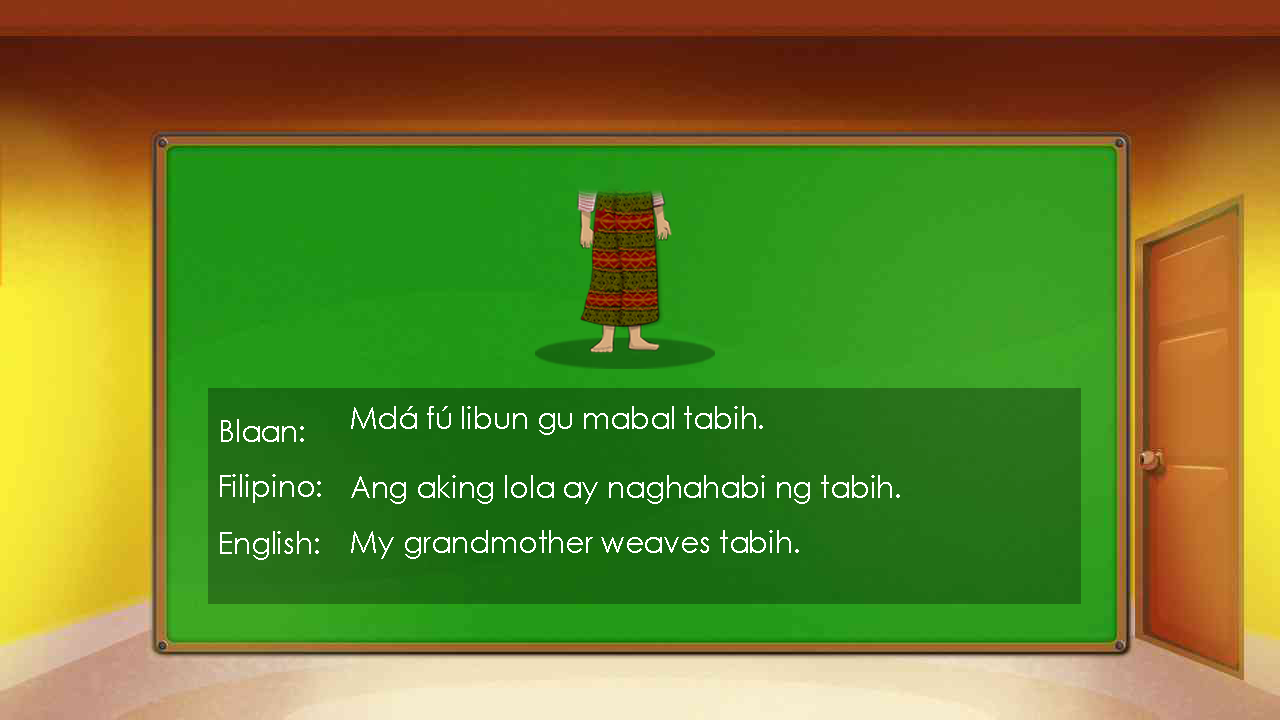 Blaan: Mdá fú libun gu mabal tabih.
Filipino: Ang aking lola ay naghahabi ng tabih.
English: My grandmother weaves tabih.